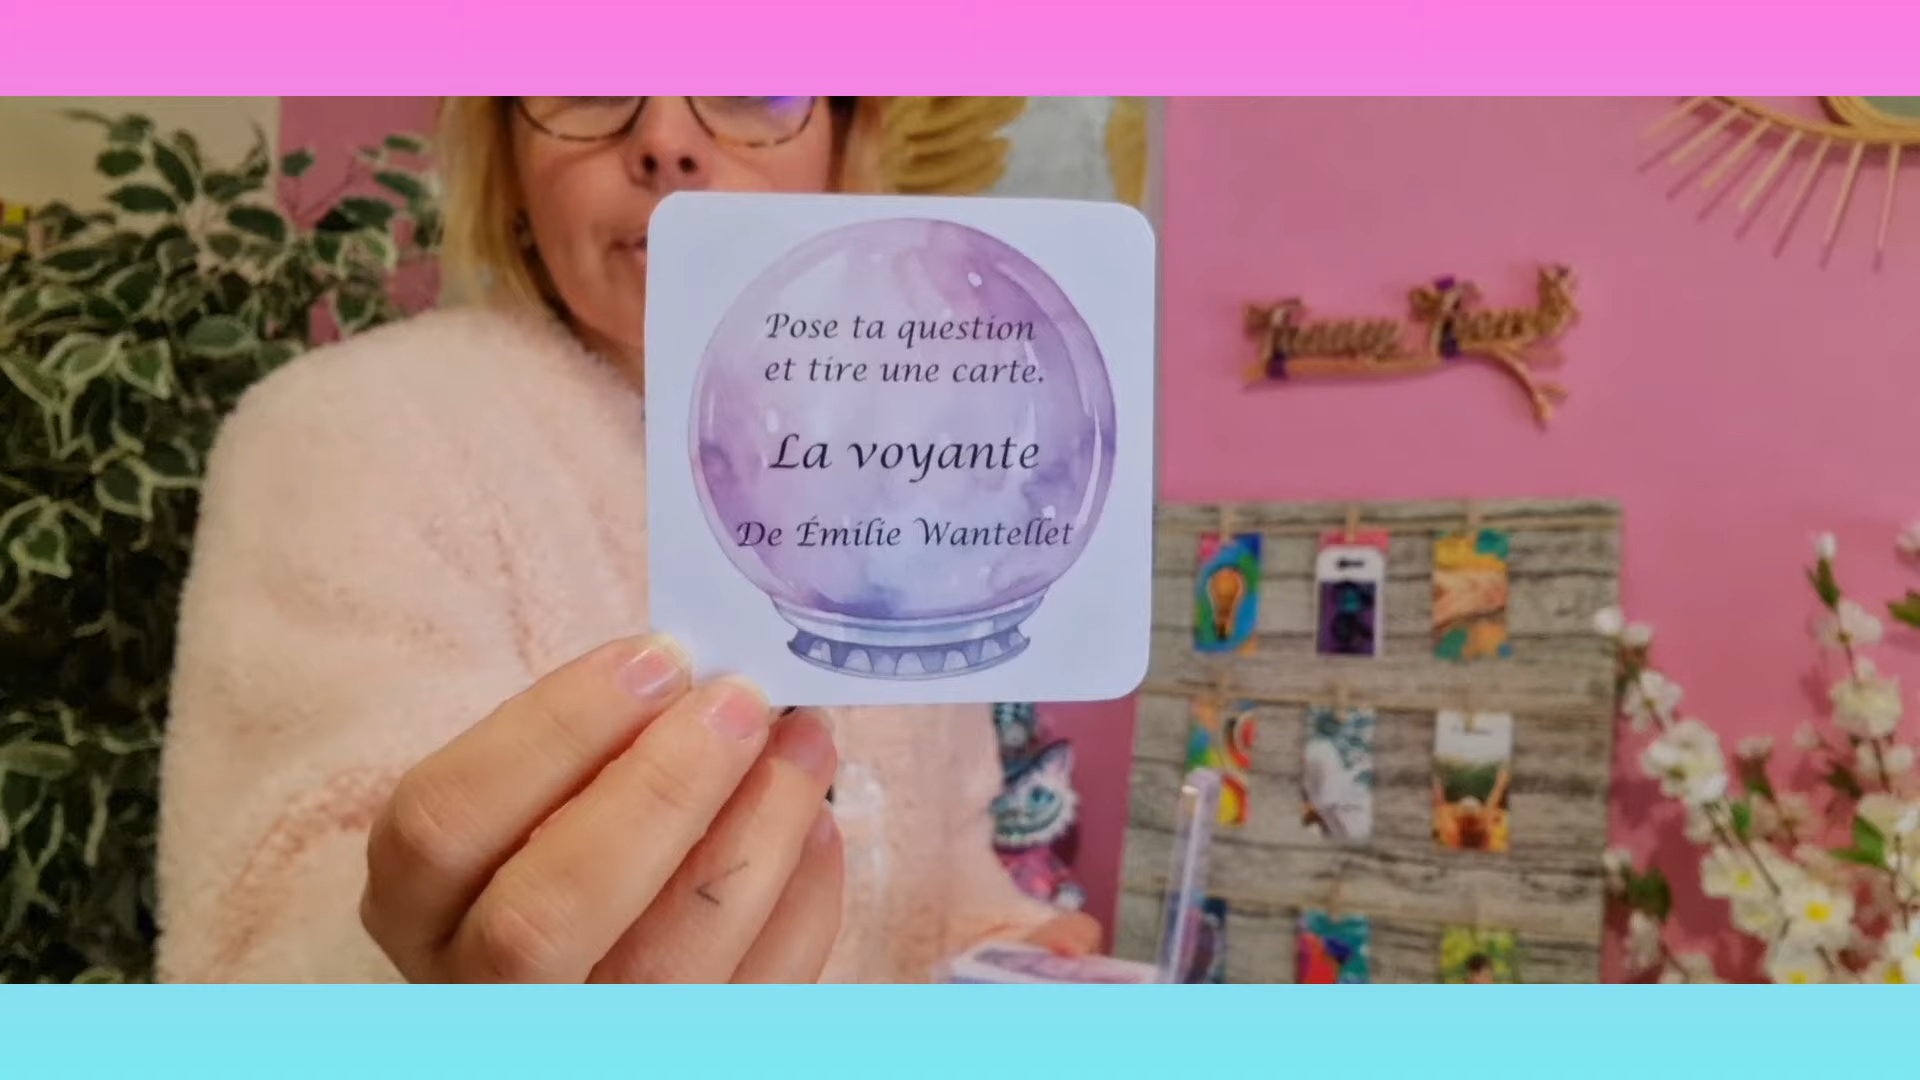 Pose ta question
et tire une carte.
La voyante
De Émilie Wantellet